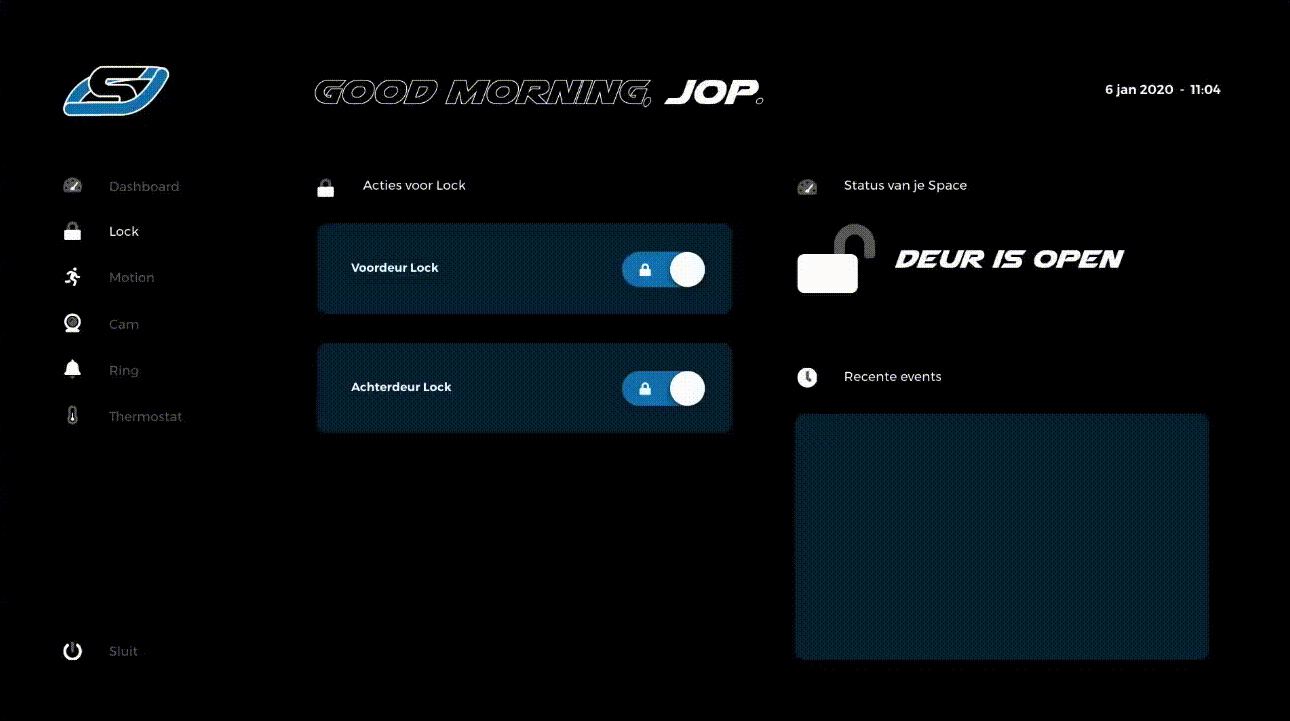 GOOD MORNING, JOP.
6 jan 2020 - 11:04
Dashboard
Lock
Motion
Cam
Ring
Thermostat
Sluit
Acties voor Lock
Voordeur Lock
Achterdeur Lock
Status van je Space
DEUR IS OPEN
Recente events